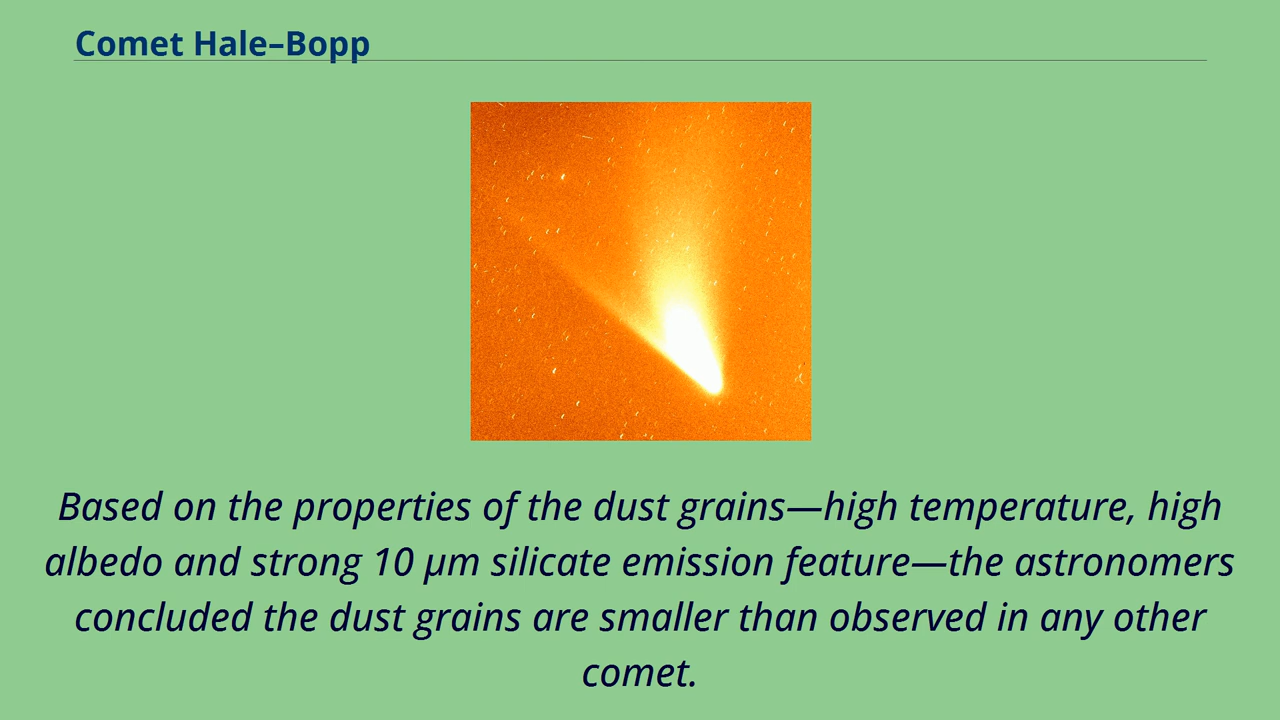 Comet Hale–Bopp
Based on the properties of the dust grains—high temperature, high
albedo and strong 10 μm silicate emission feature—the astronomers
concluded the dust grains are smaller than observed in any other
comet.